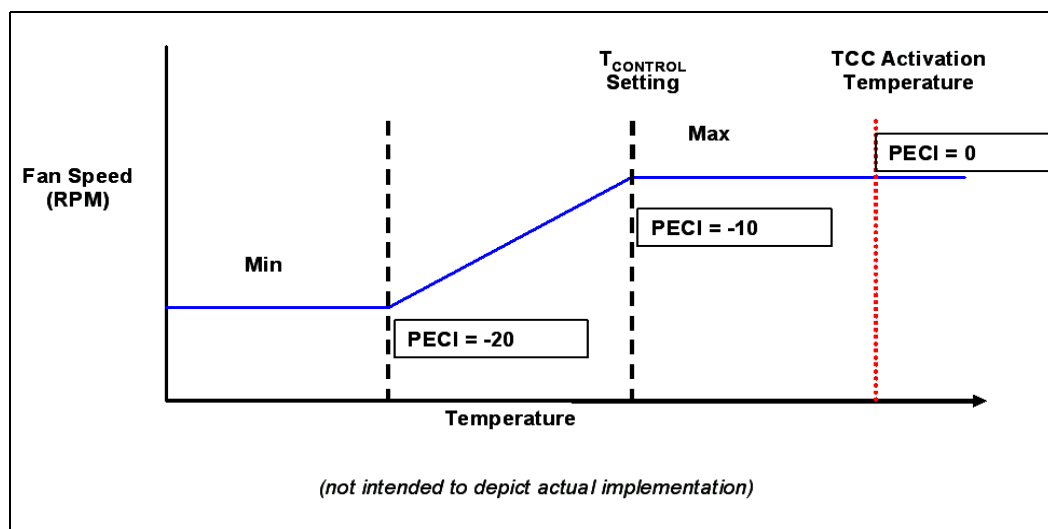 T_CONTROL
Setting
TCC Activation
Temperature
Max
PECI = 0
Fan Speed
(RPM)
PECI = -10
Min
PECI = -20
Temperature
(not intended to depict actual implementation)